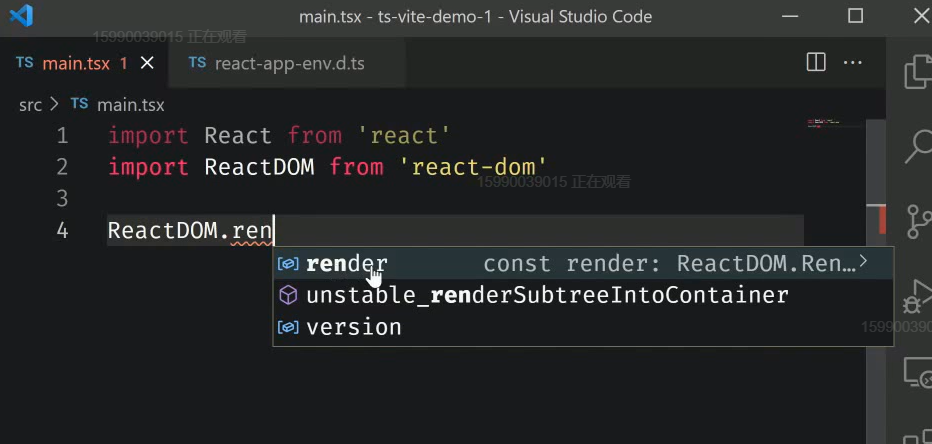 main.tsx - ts-vite-demo-1 - Visual Studio Code
15990039015 正在观看
TS main.tsx 1
TS react-app-env.d.ts
src > TS main.tsx
1 import React from 'react'
2 import ReactDOM from 'react-dom'
15990039015 正在观看
3
4 ReactDOM.ren
render const render: ReactDOM.Ren…>
unstable_renderSubtreeIntoContainer
version
1599003901